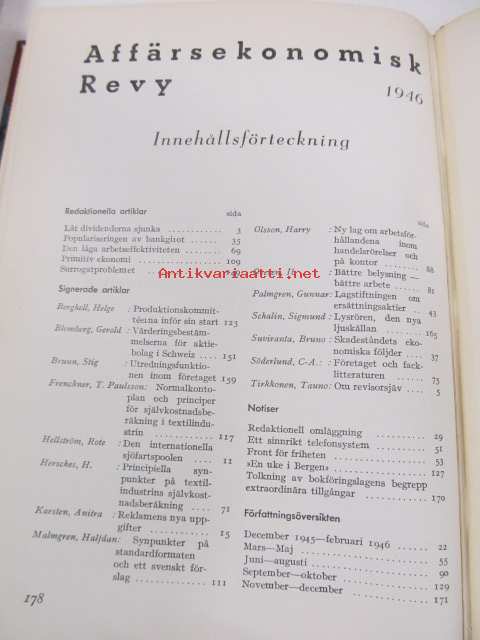 Affärsekonomisk
Revy
1946
Innehållsförteckning
Redaktionella artiklar sida
Låt dividenderna sjunka ............ 3
Popularisering av bankgirot ...... 35
Den låga arbetseffektiviteten ...... 69
Primitiv ekonomi .................. 109
Surrogatproblemet
Signerade artiklar
Berghell, Helge : Produktionskommit-
téerna inför sin start 123
Blomberg, Gerald : Värderingsbestäm-
melserna för aktie-
bolag i Schweiz .... 151
Bruun, Stig : Utredningsfunktio-
nen inom företaget 159
Frenckner, T. Paulsson: Normalkonto-
plan och principer
för självkostnadsbe-
räkning i textilindu-
strin .............. 117
Hellström, Rote : Den internationella
sjöfartspoolen .... 11
Hersckes, H. : Principiella syn-
punkter på textil-
industrins självkost-
nadsberäkning .... 71
Karsten, Anitra : Reklamens nya upp-
gifter .............. 15
Malmgren, Halfdan: Synpunkter på
standardformaten
och ett svenskt för-
slag .............. 111
178
sida
Olsson, Harry : Ny lag om arbetsför-
hållandena inom
handelsrörelser och
på kontor .......... 88
: Bättre belysning —
bättre arbete ...... 81
Palmgren, Gunnar: Lagstiftningen om
ersättningsaktier .. 43
Schalin, Sigmund : Lysrören, den nya
ljuskällan .......... 165
Suviranta, Bruno : Skadeståndets eko-
nomiska följder .... 37
Söderlund, C-A.: : Företaget och fack-
litteraturen ........ 75
Tirkkonen, Tauno: Om revisorsjäv .... 5
Notiser
Redaktionell omläggning .......... 29
Ett sinnrikt telefonsystem .......... 51
Front för friheten ................ 53
»En uke i Bergen» ................ 127
Tolkning av bokföringslagens begrepp
extraordinära tillgångar .......... 170
Författningsöversikten
December 1945—februari 1946 ...... 22
Mars—Maj ...................... 55
Juni—augusti .................... 90
September—oktober .............. 129
November—december .............. 171
Antikvariaatti.net